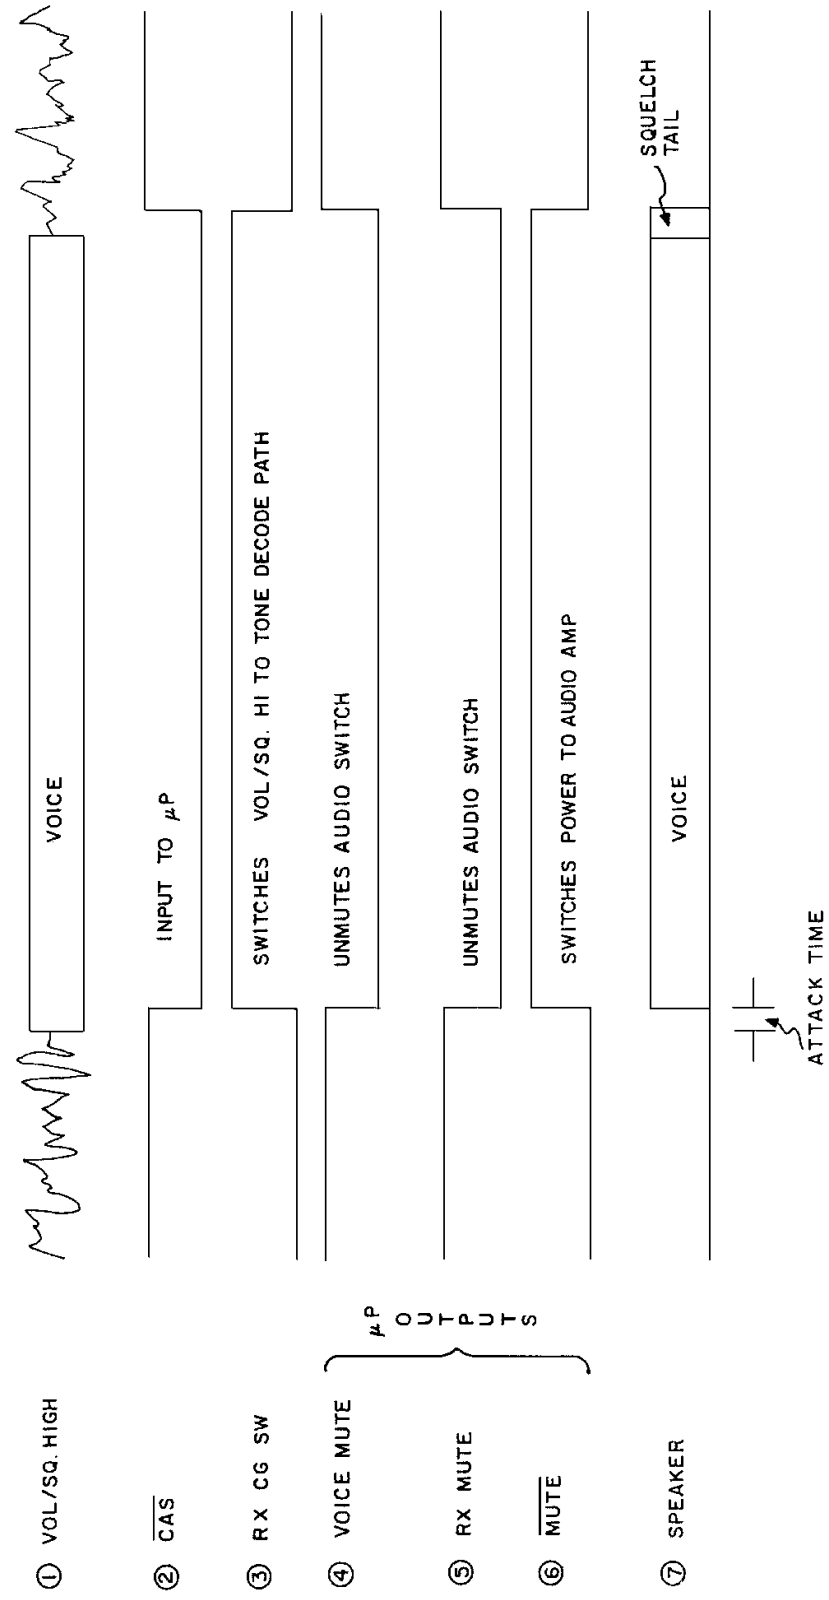 ① VOL/SQ. HIGH
VOICE
② CAS
INPUT TO μP
③ RX CG SW
SWITCHES VOL/SQ. HI TO TONE DECODE PATH
④ VOICE MUTE
UNMUTES AUDIO SWITCH
μP
OUTPUTS
⑤ RX MUTE
UNMUTES AUDIO SWITCH
⑥ MUTE
SWITCHES POWER TO AUDIO AMP
⑦ SPEAKER
VOICE
SQUELCH
TAIL
ATTACK TIME